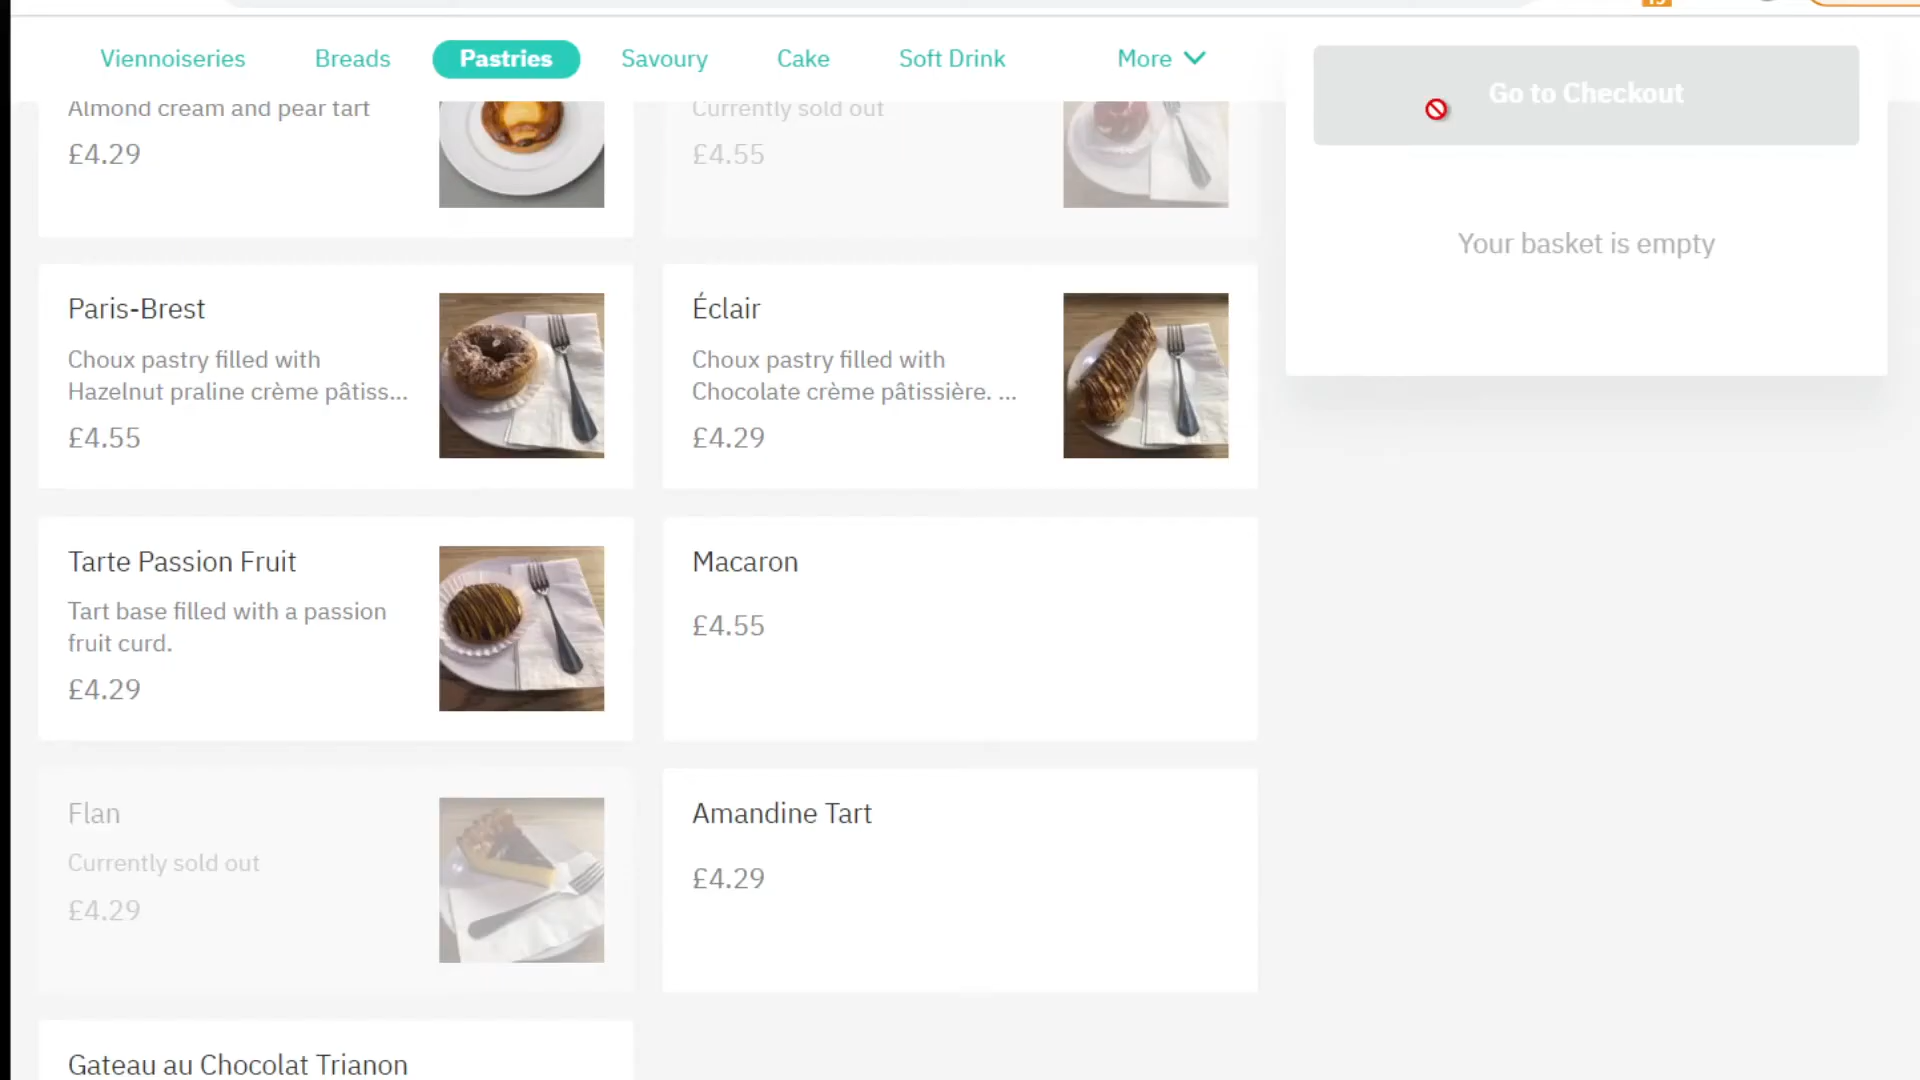 Viennoiseries
Breads
Pastries
Savoury
Cake
Soft Drink
More
Go to Checkout
Your basket is empty
Almond cream and pear tart
£4.29
Currently sold out
£4.55
Paris-Brest
Choux pastry filled with
Hazelnut praline crème pâtiss...
£4.55
Éclair
Choux pastry filled with
Chocolate crème pâtissière. ...
£4.29
Tarte Passion Fruit
Tart base filled with a passion
fruit curd.
£4.29
Macaron
£4.55
Flan
Currently sold out
£4.29
Amandine Tart
£4.29
Gateau au Chocolat Trianon